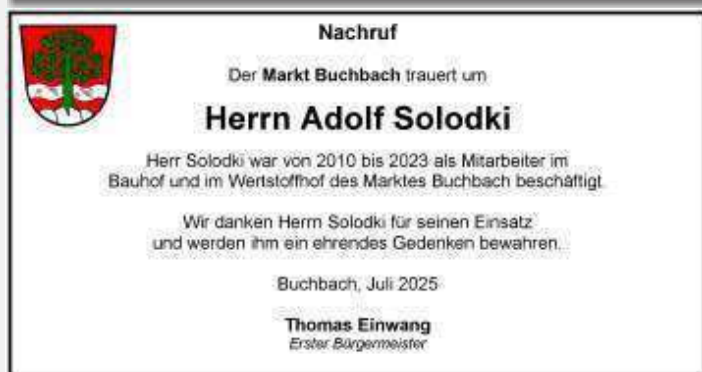 Nachruf
Der Markt Buchbach trauert um
Herrn Adolf Solodki
Herr Solodki war von 2010 bis 2023 als Mitarbeiter im
Bauhof und im Wertstoffhof des Marktes Buchbach beschäftigt.
Wir danken Herrn Solodki für seinen Einsatz
und werden ihm ein ehrendes Gedenken bewahren.
Buchbach, Juli 2025
Thomas Einwang
Erster Bürgermeister